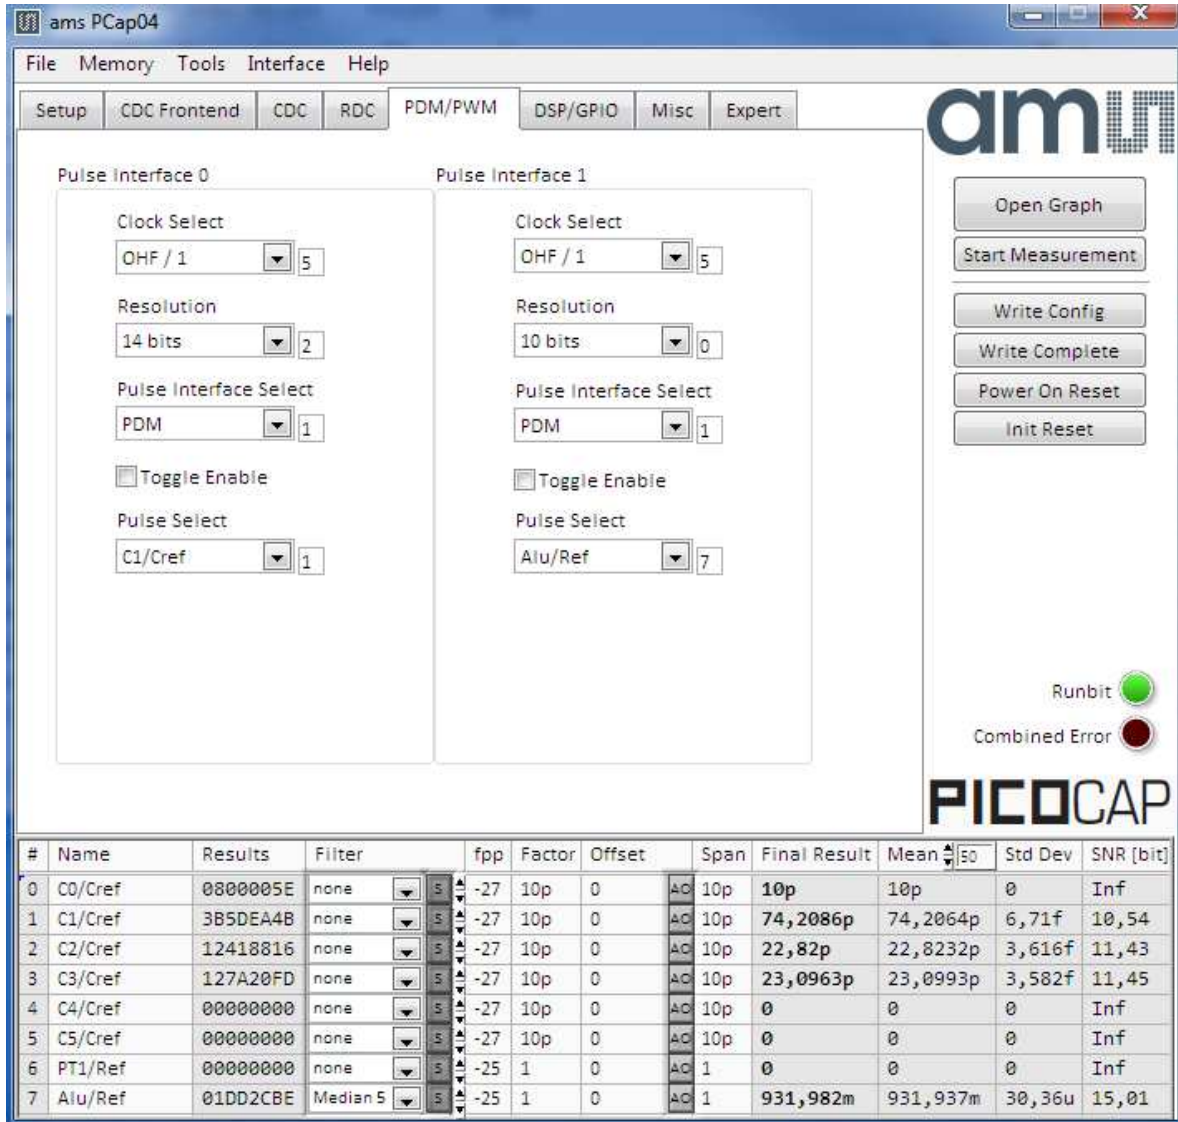 ams PCap04
File Memory Tools Interface Help
Setup CDC Frontend CDC RDC PDM/PWM DSP/GPIO Misc Expert
amu
Pulse Interface 0
Clock Select
OHF / 1 5
Resolution
14 bits 2
Pulse Interface Select
PDM 1
Toggle Enable
Pulse Select
C1/Cref 1
Pulse Interface 1
Clock Select
OHF / 1 5
Resolution
10 bits 0
Pulse Interface Select
PDM 1
Toggle Enable
Pulse Select
Alu/Ref 7
Open Graph
Start Measurement
Write Config
Write Complete
Power On Reset
Init Reset
Runbit
Combined Error
PICOCAP
# Name Results Filter fpp Factor Offset Span Final Result Mean 50 Std Dev SNR [bit]
0 C0/Cref 0800005E none S -27 10p 0 AO 10p 10p 10p 0 Inf
1 C1/Cref 3B5DEA4B none S -27 10p 0 AO 10p 74,2086p 74,2064p 6,71f 10,54
2 C2/Cref 12418816 none S -27 10p 0 AO 10p 22,82p 22,8232p 3,616f 11,43
3 C3/Cref 127A20FD none S -27 10p 0 AO 10p 23,0963p 23,0993p 3,582f 11,45
4 C4/Cref 00000000 none S -27 10p 0 AO 10p 0 0 0 Inf
5 C5/Cref 00000000 none S -27 10p 0 AO 10p 0 0 0 Inf
6 PT1/Ref 00000000 none S -25 1 0 AO 1 0 0 0 Inf
7 Alu/Ref 01DD2CBE Median 5 S -25 1 0 AO 1 931,982m 931,937m 30,36u 15,01